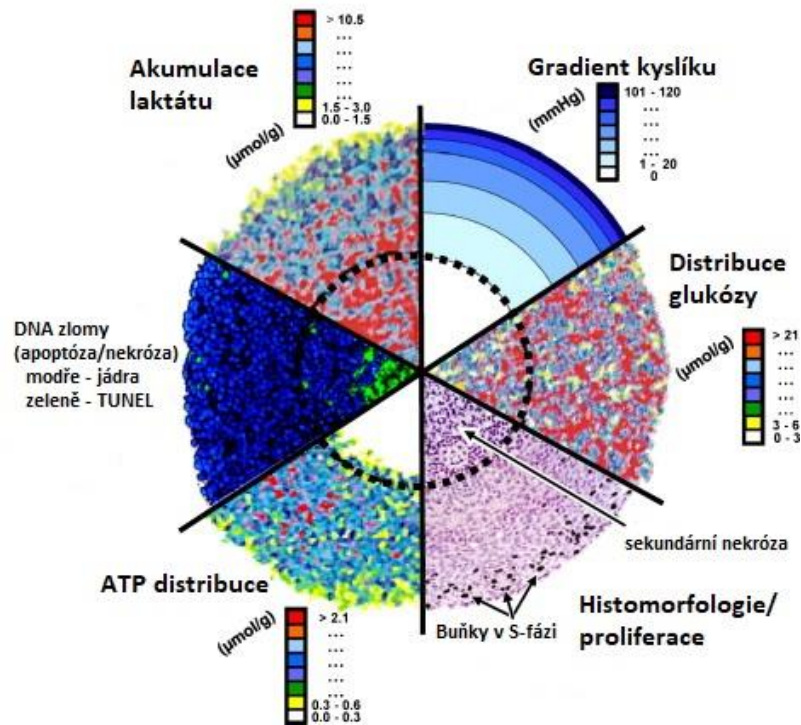 Akumulace
laktátu
> 10.5
...
...
...
...
...
1.5 - 3.0
0.0 - 1.5
(µmol/g)
Gradient kyslíku
(mmHg)
101 - 120
...
...
...
...
1 - 20
0
Distribuce
glukózy
(µmol/g)
> 21
...
...
...
...
...
3 - 6
0 - 3
DNA zlomy
(apoptóza/nekróza)
modře - jádra
zeleně - TUNEL
sekundární nekróza
Histomorfologie/
proliferace
Buňky v S-fázi
ATP distribuce
(µmol/g)
> 2.1
...
...
...
...
...
0.3 - 0.6
0.0 - 0.3